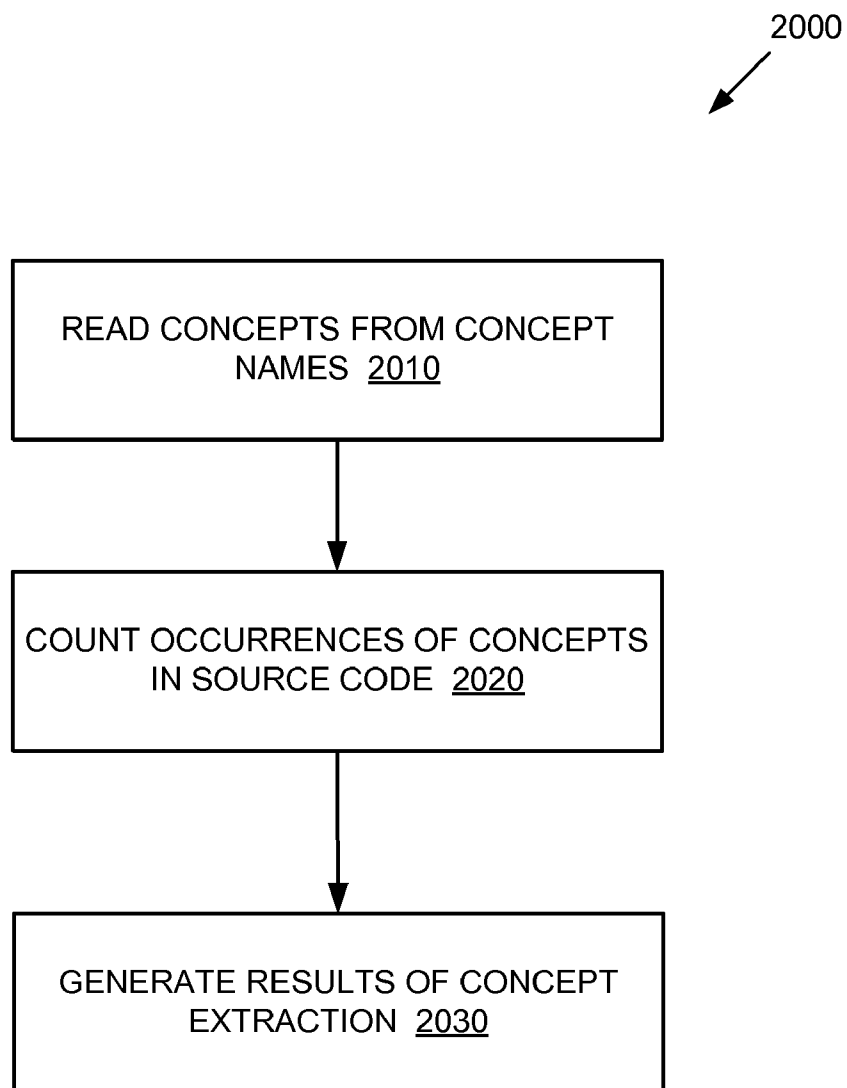 2000
READ CONCEPTS FROM CONCEPT
NAMES 2010
COUNT OCCURRENCES OF CONCEPTS
IN SOURCE CODE 2020
GENERATE RESULTS OF CONCEPT
EXTRACTION 2030